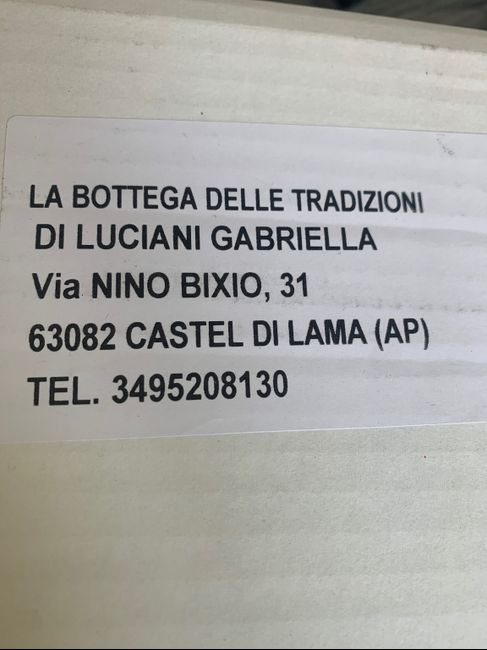 LA BOTTEGA DELLE TRADIZIONI
DI LUCIANI GABRIELLA
Via NINO BIXIO, 31
63082 CASTEL DI LAMA (AP)
TEL. 3495208130